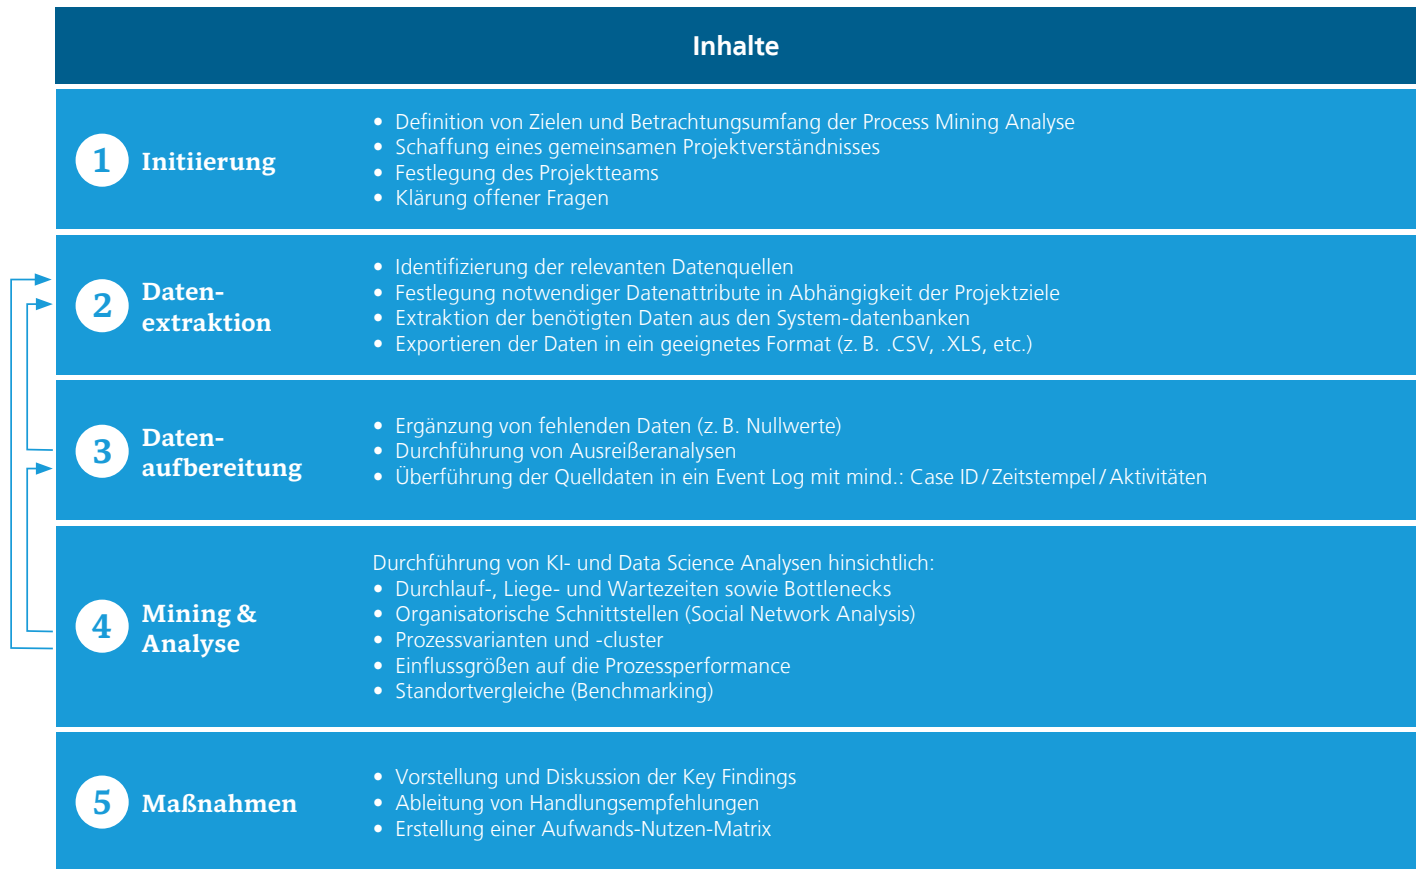 Inhalte
1 Initiierung
• Definition von Zielen und Betrachtungsumfang der Process Mining Analyse
• Schaffung eines gemeinsamen Projektverständnisses
• Festlegung des Projektteams
• Klärung offener Fragen
2 Daten-
extraktion
• Identifizierung der relevanten Datenquellen
• Festlegung notwendiger Datenattribute in Abhängigkeit der Projektziele
• Extraktion der benötigten Daten aus den System-datenbanken
• Exportieren der Daten in ein geeignetes Format (z. B. .CSV, .XLS, etc.)
3 Daten-
aufbereitung
• Ergänzung von fehlenden Daten (z. B. Nullwerte)
• Durchführung von Ausreißeranalysen
• Überführung der Quelldaten in ein Event Log mit mind.: Case ID / Zeitstempel / Aktivitäten
4 Mining &
Analyse
Durchführung von KI- und Data Science Analysen hinsichtlich:
• Durchlauf-, Liege- und Wartezeiten sowie Bottlenecks
• Organisatorische Schnittstellen (Social Network Analysis)
• Prozessvarianten und -cluster
• Einflussgrößen auf die Prozessperformance
• Standortvergleiche (Benchmarking)
5 Maßnahmen
• Vorstellung und Diskussion der Key Findings
• Ableitung von Handlungsempfehlungen
• Erstellung einer Aufwands-Nutzen-Matrix